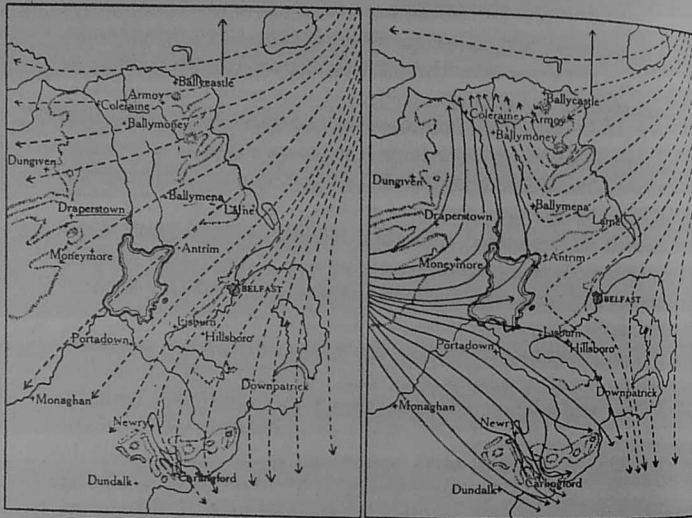 Ballycastle
Armoy
Coleraine
Ballymoney
Dungiven
Ballymena
Draperstown
Larne
Antrim
Moneymore
BELFAST
Lisburn
Hillsboro
Portadown
Downpatrick
Monaghan
Newry
Dundalk
Carlingford
Ballycastle
Coleraine
Armoy
Ballymoney
Dungiven
Ballymena
Draperstown
Larne
Moneymore
Antrim
BELFAST
Lisburn
Portadown
Hillsboro
Downpatrick
Monaghan
Newry
Carlingford
Dundalk